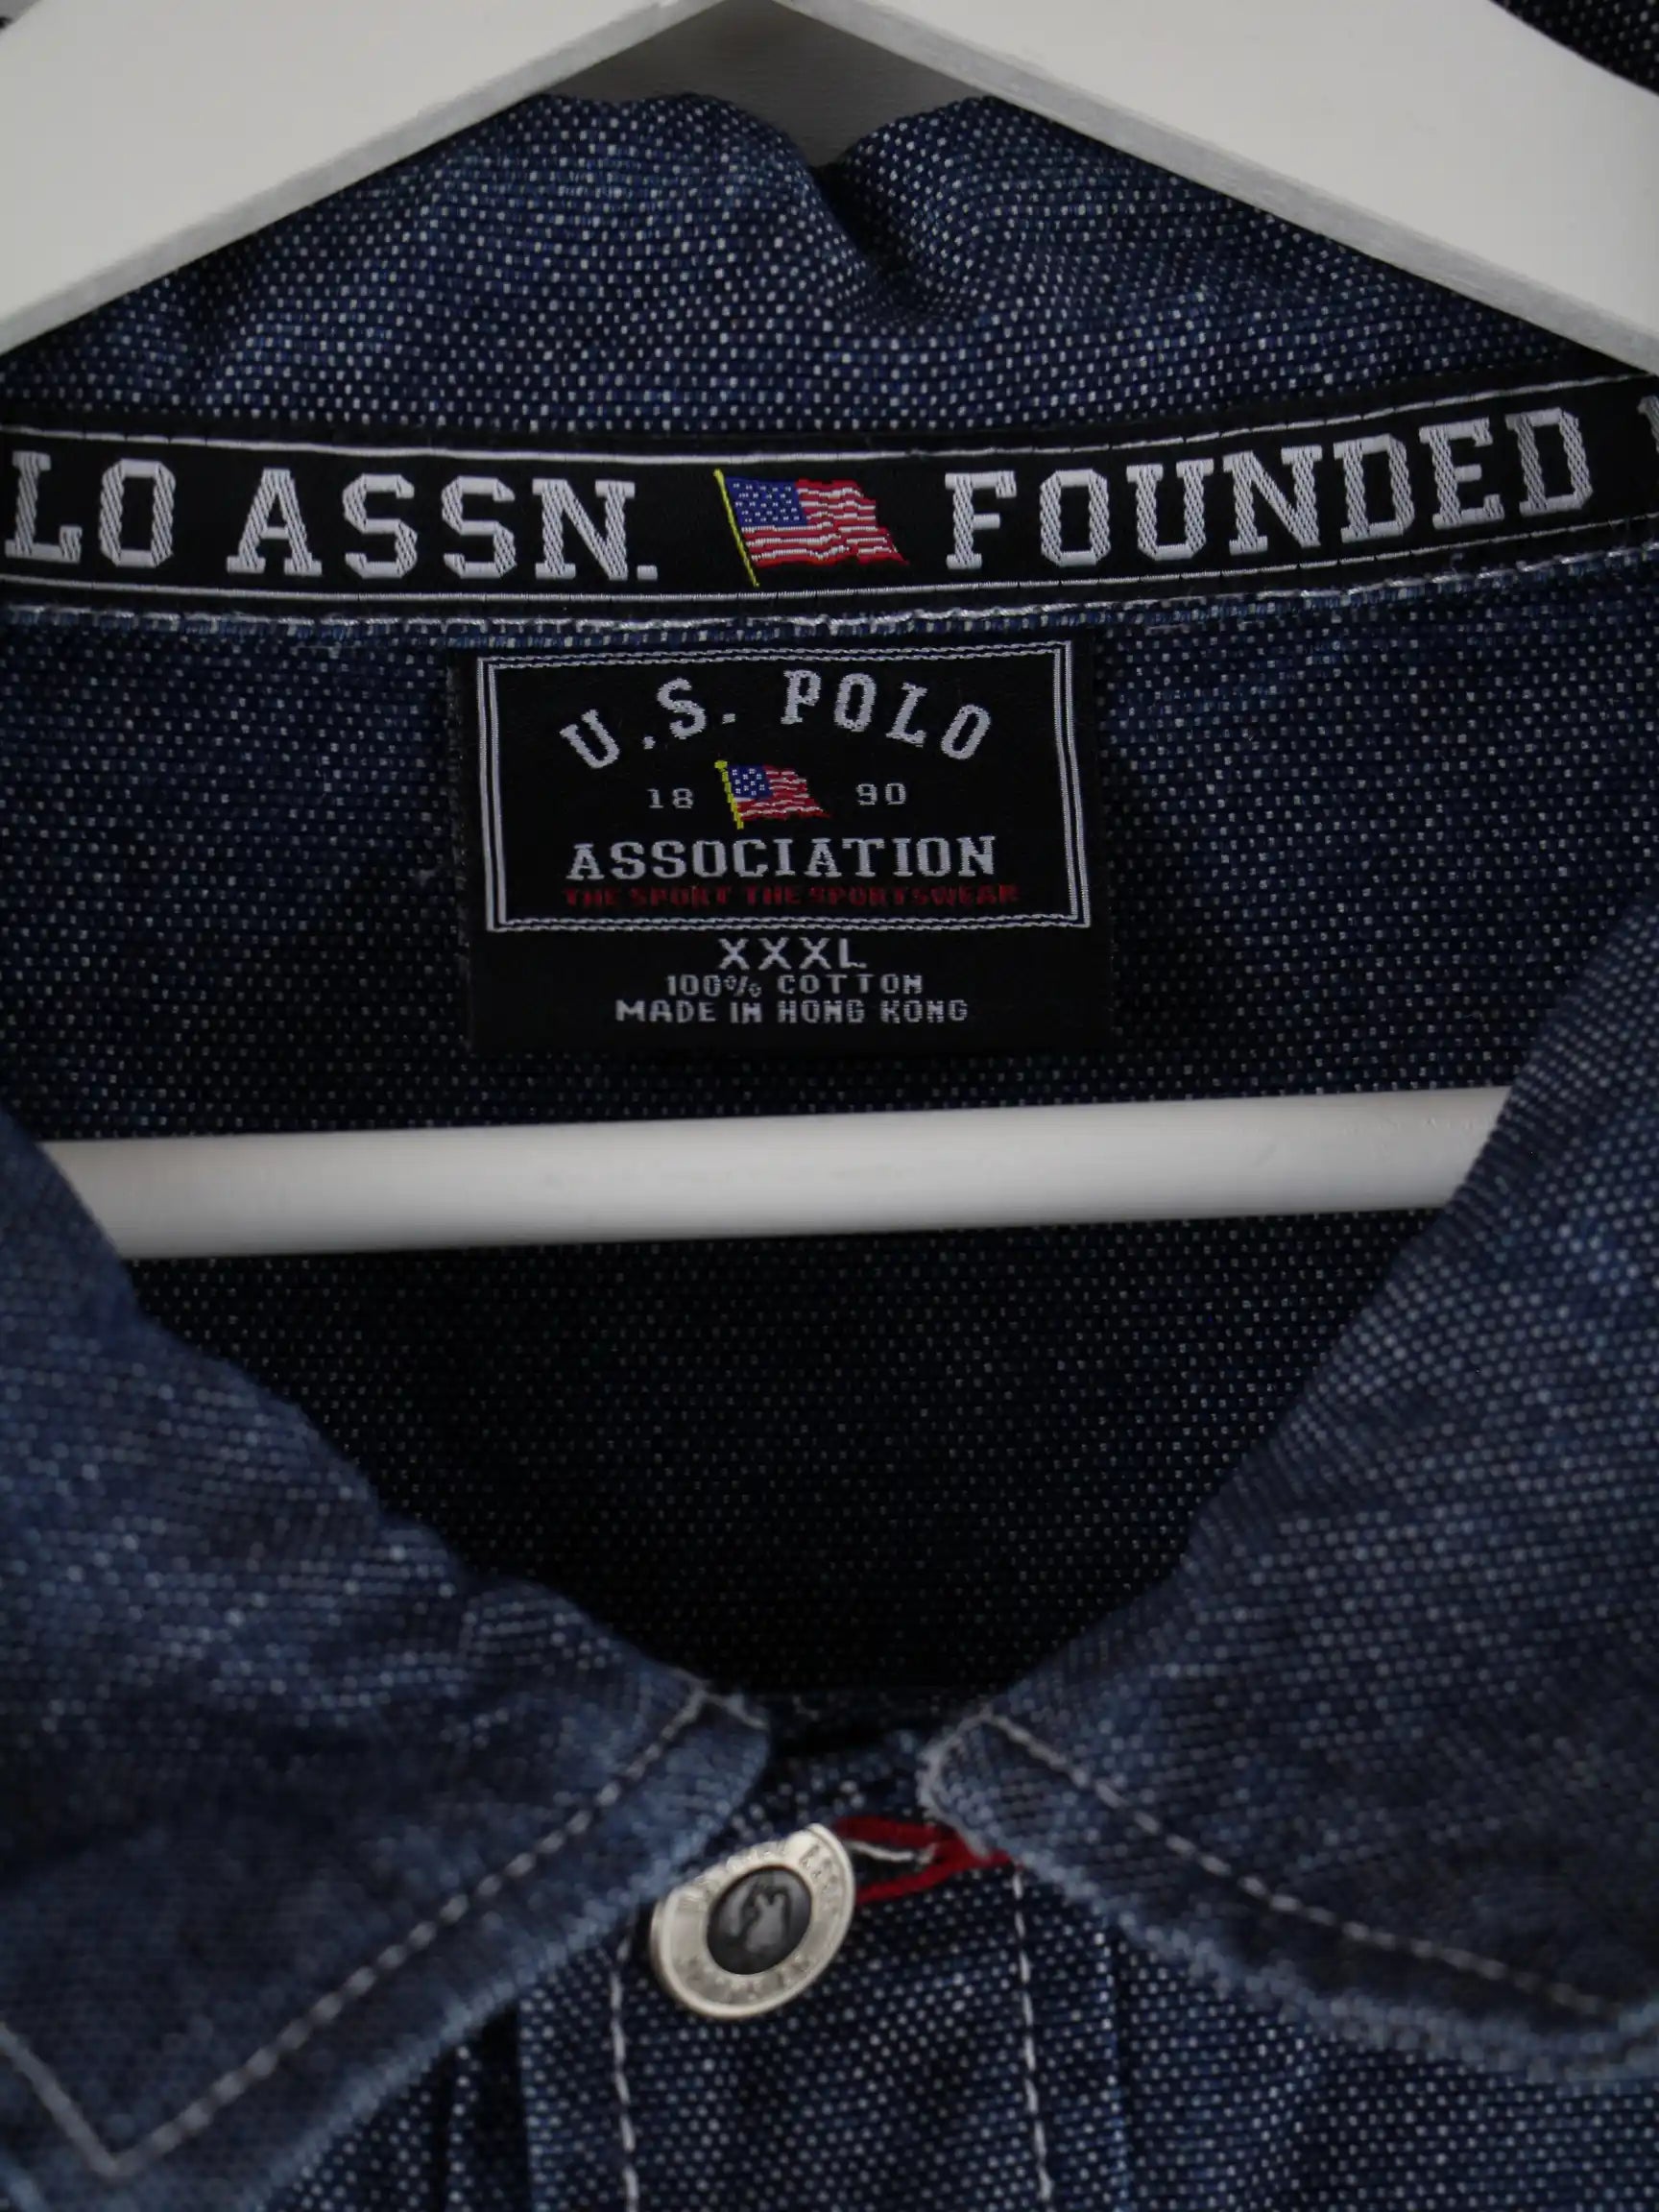 LO ASSN. FOUNDED
U.S. POLO
18 90
ASSOCIATION
THE SPORT THE SPORTSWEAR
XXXL
100% COTTON
MADE IN HONG KONG